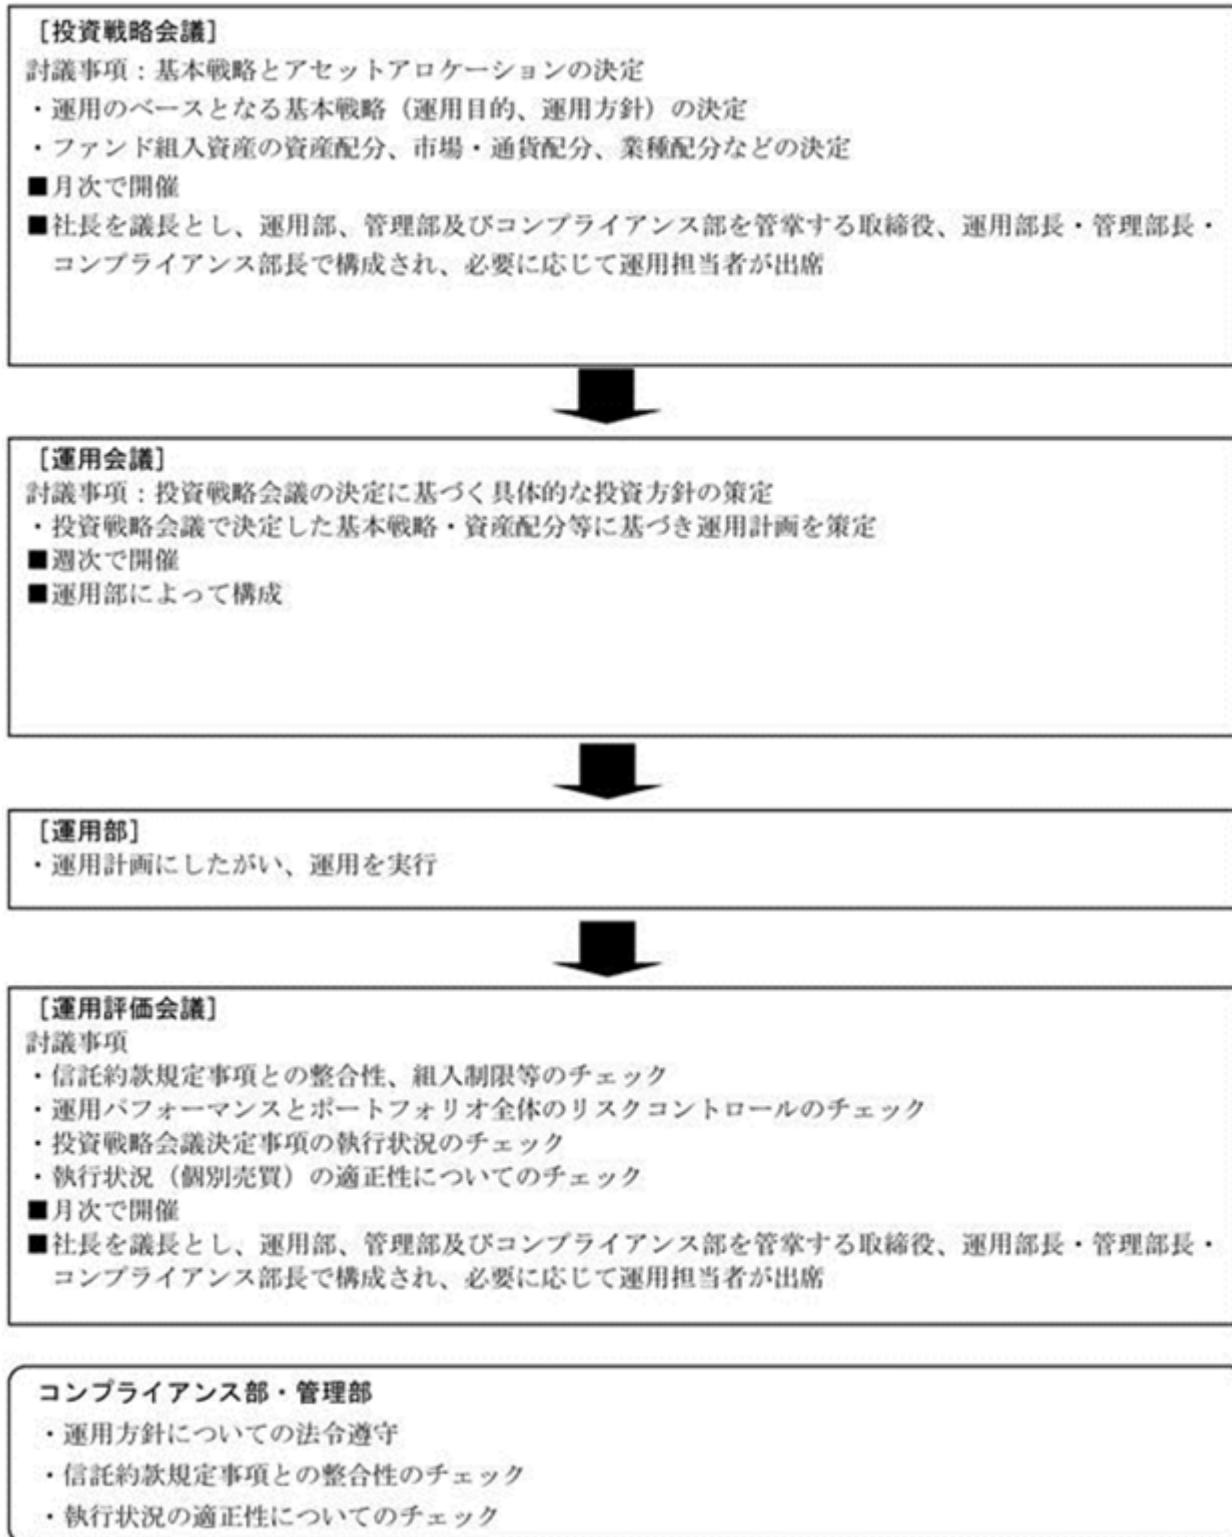 ［投資戦略会議］
討議事項：基本戦略とアセットアロケーションの決定
・運用のベースとなる基本戦略（運用目的、運用方針）の決定
・ファンド組入資産の資産配分、市場・通貨配分、業種配分などの決定
■月次で開催
■社長を議長とし、運用部、管理部及びコンプライアンス部を管掌する取締役、運用部長・管理部長・
コンプライアンス部長で構成され、必要に応じて運用担当者が出席
［運用会議］
討議事項：投資戦略会議の決定に基づく具体的な投資方針の策定
・投資戦略会議で決定した基本戦略・資産配分等に基づき運用計画を策定
■週次で開催
■運用部によって構成
［運用部］
・運用計画にしたがい、運用を実行
［運用評価会議］
討議事項
・信託約款規定事項との整合性、組入制限等のチェック
・運用パフォーマンスとポートフォリオ全体のリスクコントロールのチェック
・投資戦略会議決定事項の執行状況のチェック
・執行状況（個別売買）の適正性についてのチェック
■月次で開催
■社長を議長とし、運用部、管理部及びコンプライアンス部を管掌する取締役、運用部長・管理部長・
コンプライアンス部長で構成され、必要に応じて運用担当者が出席
コンプライアンス部・管理部
・運用方針についての法令遵守
・信託約款規定事項との整合性のチェック
・執行状況の適正性についてのチェック